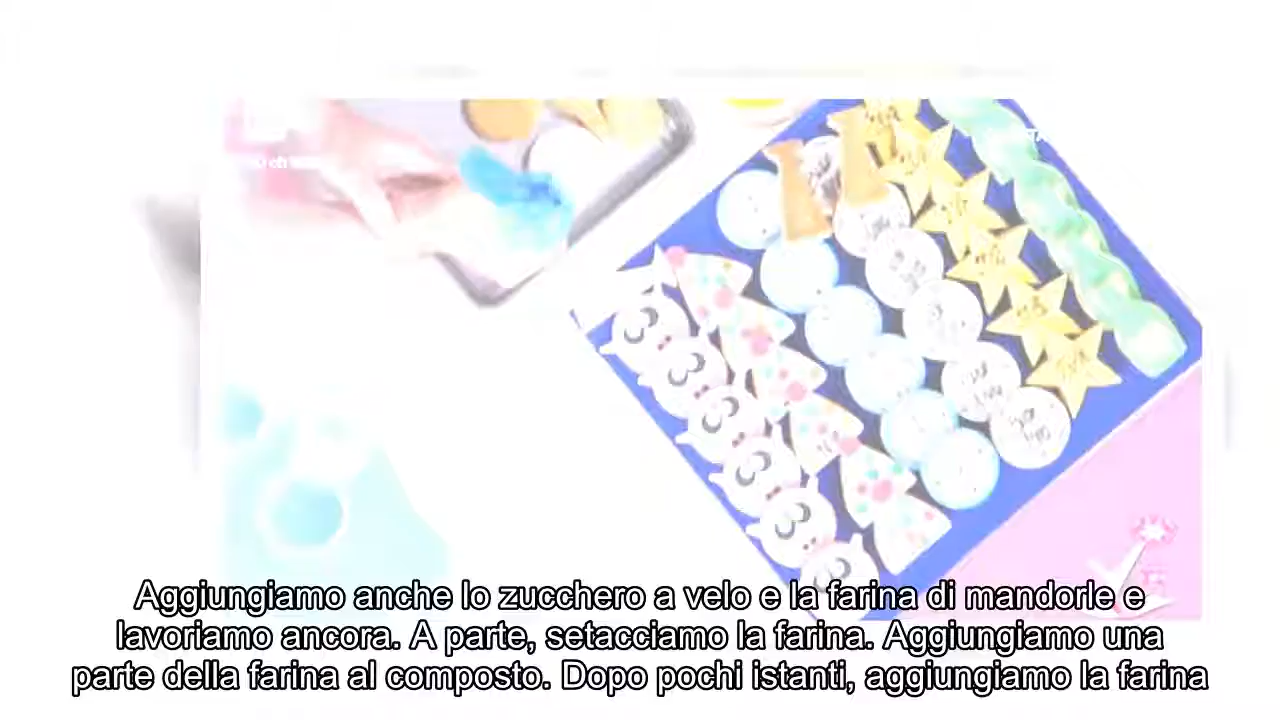 Aggiungiamo anche lo zucchero a velo e la farina di mandorle e
lavoriamo ancora. A parte, setacciamo la farina. Aggiungiamo una
parte della farina al composto. Dopo pochi istanti, aggiungiamo la farina